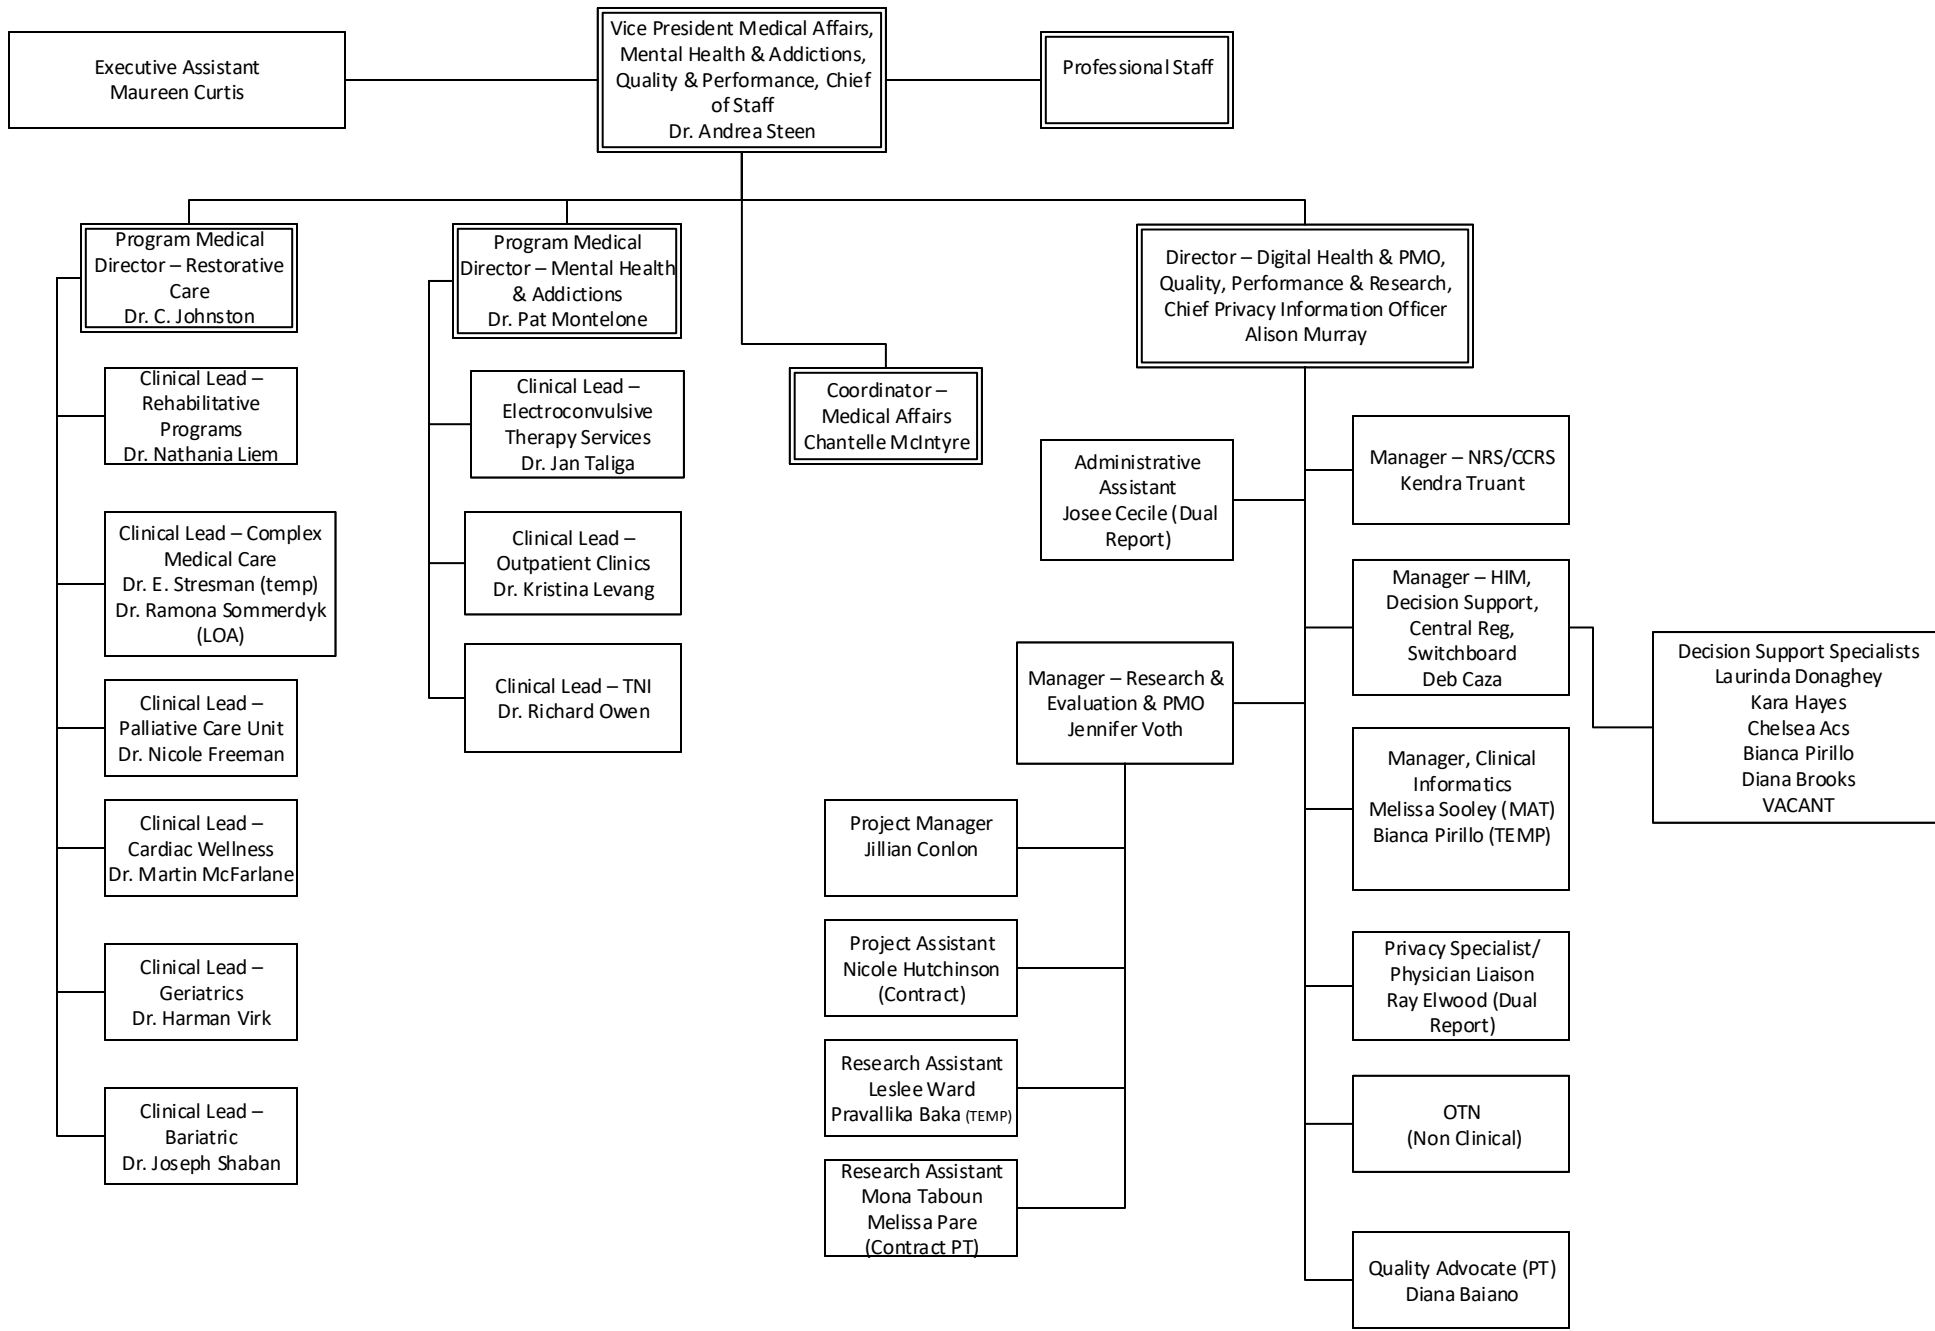 Executive Assistant
Maureen Curtis
Vice President Medical Affairs,
Mental Health & Addictions,
Quality & Performance, Chief
of Staff
Dr. Andrea Steen
Professional Staff
Program Medical
Director – Restorative
Care
Dr. C. Johnston
Clinical Lead –
Rehabilitative
Programs
Dr. Nathania Liem
Clinical Lead – Complex
Medical Care
Dr. E. Stresman (temp)
Dr. Ramona Sommerdyk
(LOA)
Clinical Lead –
Palliative Care Unit
Dr. Nicole Freeman
Clinical Lead –
Cardiac Wellness
Dr. Martin McFarlane
Clinical Lead –
Geriatrics
Dr. Harman Virk
Clinical Lead –
Bariatric
Dr. Joseph Shaban
Program Medical
Director – Mental Health
& Addictions
Dr. Pat Montelone
Clinical Lead –
Electroconvulsive
Therapy Services
Dr. Jan Taliga
Clinical Lead –
Outpatient Clinics
Dr. Kristina Levang
Clinical Lead – TNI
Dr. Richard Owen
Coordinator –
Medical Affairs
Chantelle McIntyre
Director – Digital Health & PMO,
Quality, Performance & Research,
Chief Privacy Information Officer
Alison Murray
Administrative
Assistant
Josee Cecile (Dual
Report)
Manager – Research &
Evaluation & PMO
Jennifer Voth
Project Manager
Jillian Conlon
Project Assistant
Nicole Hutchinson
(Contract)
Research Assistant
Leslee Ward
Pravallika Baka (TEMP)
Research Assistant
Mona Taboun
Melissa Pare
(Contract PT)
Manager – NRS/CCRS
Kendra Truant
Manager – HIM,
Decision Support,
Central Reg,
Switchboard
Deb Caza
Decision Support Specialists
Laurinda Donaghey
Kara Hayes
Chelsea Acs
Bianca Pirillo
Diana Brooks
VACANT
Manager, Clinical
Informatics
Melissa Sooley (MAT)
Bianca Pirillo (TEMP)
Privacy Specialist/
Physician Liaison
Ray Elwood (Dual
Report)
OTN
(Non Clinical)
Quality Advocate (PT)
Diana Baiano